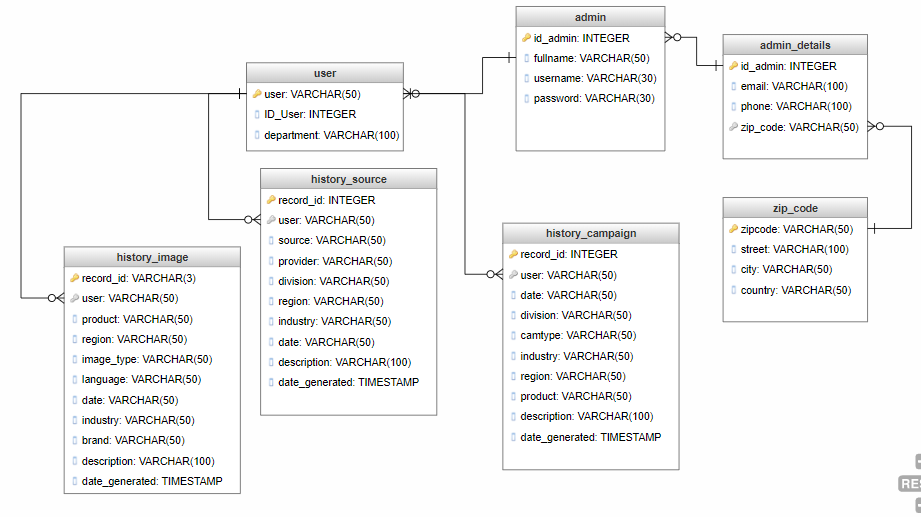 admin
id_admin: INTEGER
fullname: VARCHAR(50)
username: VARCHAR(30)
password: VARCHAR(30)
admin_details
id_admin: INTEGER
email: VARCHAR(100)
phone: VARCHAR(100)
zip_code: VARCHAR(50)
user
user: VARCHAR(50)
ID_User: INTEGER
department: VARCHAR(100)
history_source
record_id: INTEGER
user: VARCHAR(50)
source: VARCHAR(50)
provider: VARCHAR(50)
division: VARCHAR(50)
region: VARCHAR(50)
industry: VARCHAR(50)
date: VARCHAR(50)
description: VARCHAR(100)
date_generated: TIMESTAMP
zip_code
zipcode: VARCHAR(50)
street: VARCHAR(100)
city: VARCHAR(50)
country: VARCHAR(50)
history_campaign
record_id: INTEGER
user: VARCHAR(50)
date: VARCHAR(50)
division: VARCHAR(50)
camtype: VARCHAR(50)
industry: VARCHAR(50)
region: VARCHAR(50)
product: VARCHAR(50)
description: VARCHAR(100)
date_generated: TIMESTAMP
history_image
record_id: VARCHAR(3)
user: VARCHAR(50)
product: VARCHAR(50)
region: VARCHAR(50)
image_type: VARCHAR(50)
language: VARCHAR(50)
date: VARCHAR(50)
industry: VARCHAR(50)
brand: VARCHAR(50)
description: VARCHAR(100)
date_generated: TIMESTAMP
RES